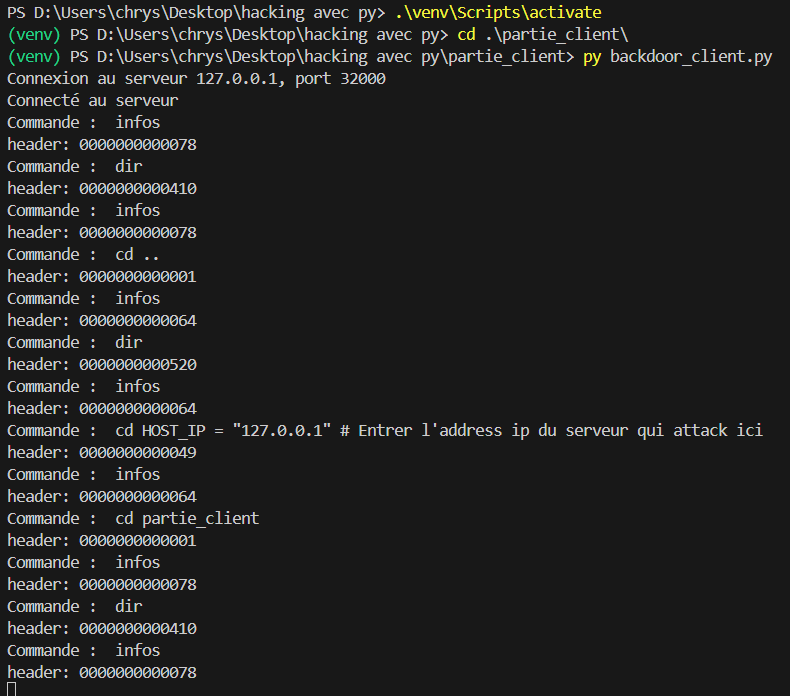 PS D:\Users\chrys\Desktop\hacking avec py> .\venv\Scripts\activate
(venv) PS D:\Users\chrys\Desktop\hacking avec py> cd .\partie_client\
(venv) PS D:\Users\chrys\Desktop\hacking avec py\partie_client> py backdoor_client.py
Connexion au serveur 127.0.0.1, port 32000
Connecté au serveur
Commande :  infos
header: 0000000000078
Commande :  dir
header: 0000000000410
Commande :  infos
header: 0000000000078
Commande :  cd ..
header: 0000000000001
Commande :  infos
header: 0000000000064
Commande :  dir
header: 0000000000520
Commande :  infos
header: 0000000000064
Commande :  cd HOST_IP = "127.0.0.1" # Entrer l'address ip du serveur qui attack ici
header: 0000000000049
Commande :  infos
header: 0000000000064
Commande :  cd partie_client
header: 0000000000001
Commande :  infos
header: 0000000000078
Commande :  dir
header: 0000000000410
Commande :  infos
header: 0000000000078